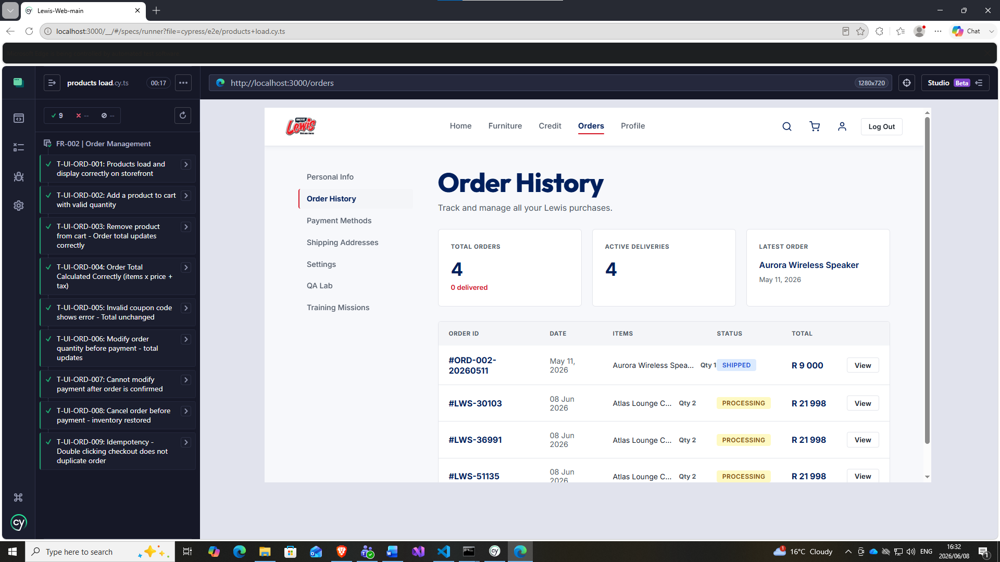 Lewis-Web-main
localhost:3000/__/#/specs/runner?file=cypress/e2e/products+load.cy.ts
Chat
products load.cy.ts
00:17
http://localhost:3000/orders
1280x720
Studio Beta
9 -- --
FR-002 | Order Management
T-UI-ORD-001: Products load and
display correctly on storefront
T-UI-ORD-002: Add a product to cart
with valid quantity
T-UI-ORD-003: Remove product
from cart - Order total updates
correctly
T-UI-ORD-004: Order Total
Calculated Correctly (items x price +
tax)
T-UI-ORD-005: Invalid coupon code
shows error - Total unchanged
T-UI-ORD-006: Modify order
quantity before payment - total
updates
T-UI-ORD-007: Cannot modify
payment after order is confirmed
T-UI-ORD-008: Cancel order before
payment - inventory restored
T-UI-ORD-009: Idempotency -
Double clicking checkout does not
duplicate order
cy
ONLY AT
Lewis
Welcome home
Home Furniture Credit Orders Profile
Log Out
Personal Info
Order History
Payment Methods
Shipping Addresses
Settings
QA Lab
Training Missions
Order History
Track and manage all your Lewis purchases.
TOTAL ORDERS
4
0 delivered
ACTIVE DELIVERIES
4
LATEST ORDER
Aurora Wireless Speaker
May 11, 2026
ORDER ID DATE ITEMS STATUS TOTAL
#ORD-002-
20260511
May 11,
2026
Aurora Wireless Spea... Qty 1 SHIPPED R 9 000 View
#LWS-30103
08 Jun
2026
Atlas Lounge C... Qty 2 PROCESSING R 21 998 View
#LWS-36991
08 Jun
2026
Atlas Lounge C... Qty 2 PROCESSING R 21 998 View
#LWS-51135
08 Jun
2026
Atlas Lounge C... Qty 2 PROCESSING R 21 998 View
Type here to search
16°C Cloudy
ENG
16:32
2026/06/08